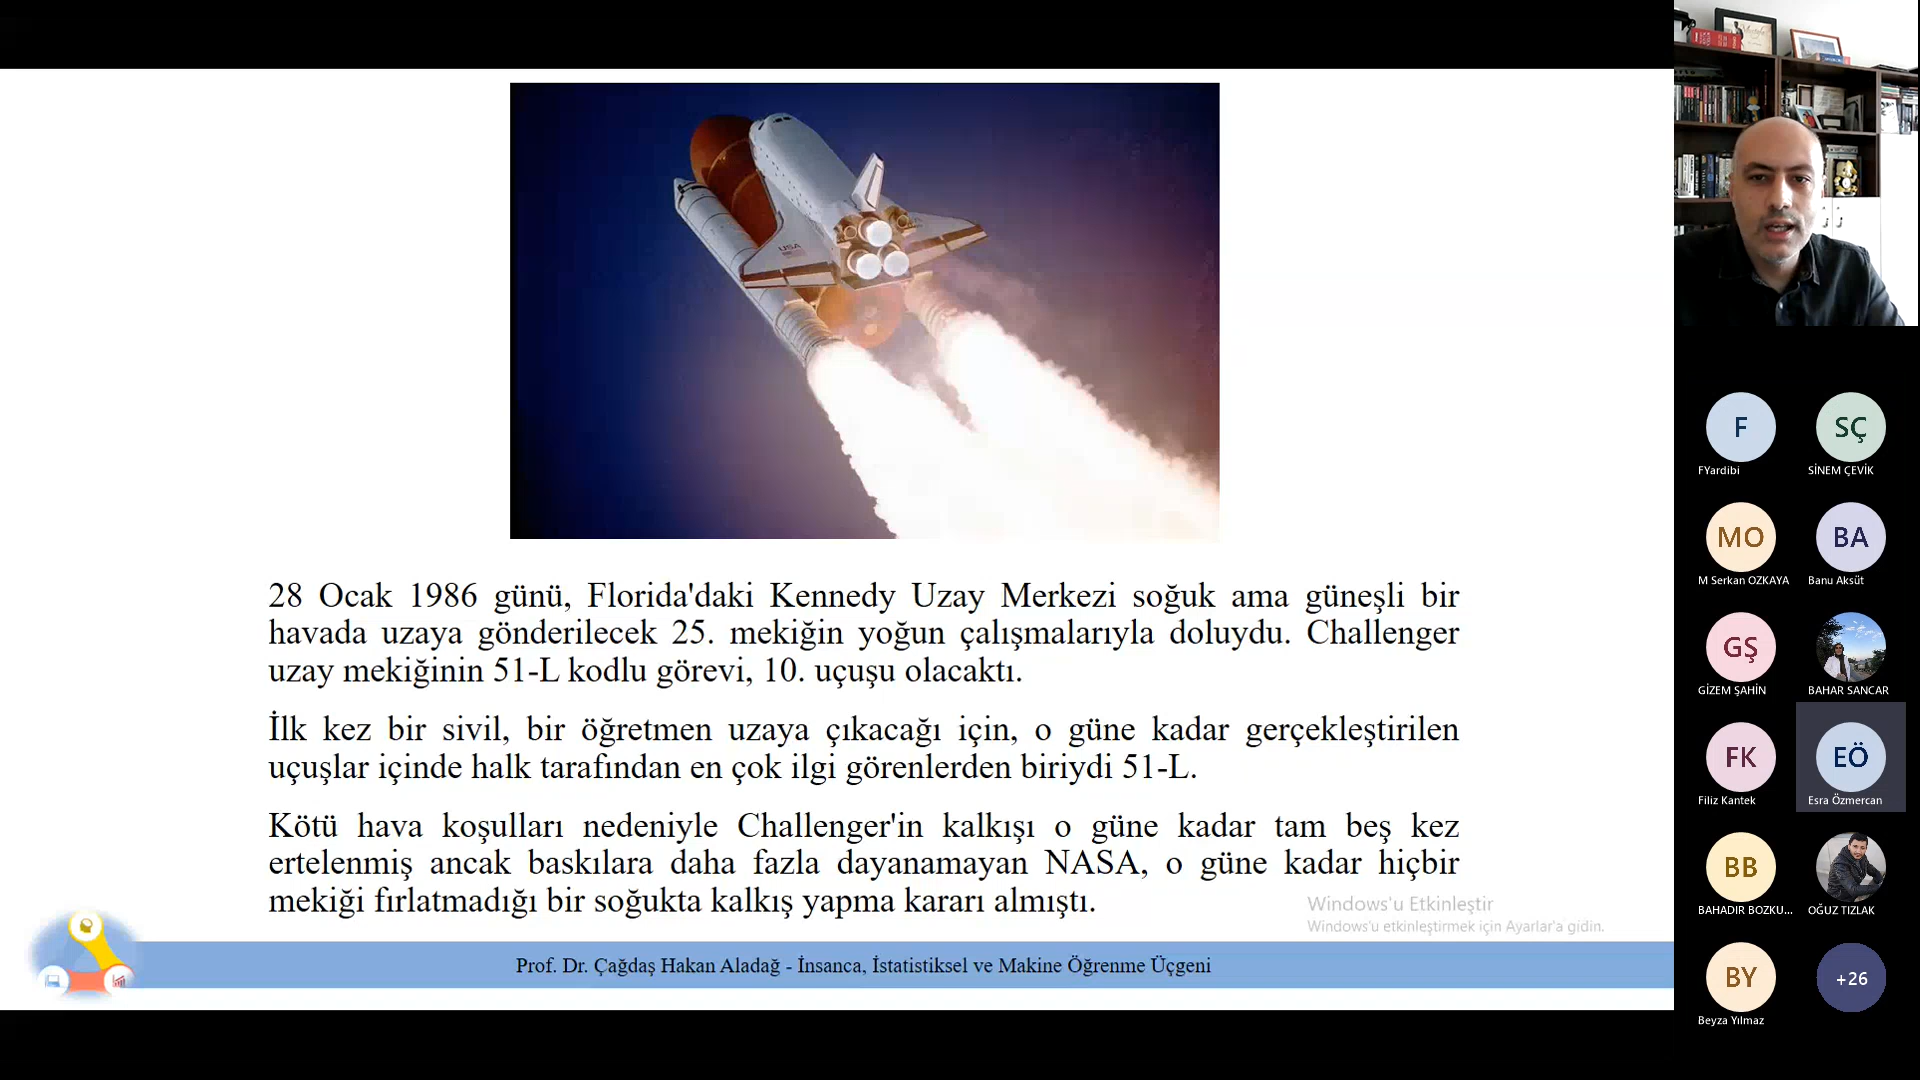 USA
28 Ocak 1986 günü, Florida'daki Kennedy Uzay Merkezi soğuk ama güneşli bir
havada uzaya gönderilecek 25. mekiğin yoğun çalışmalarıyla doluydu. Challenger
uzay mekiğinin 51-L kodlu görevi, 10. uçuşu olacaktı.
İlk kez bir sivil, bir öğretmen uzaya çıkacağı için, o güne kadar gerçekleştirilen
uçuşlar içinde halk tarafından en çok ilgi görenlerden biriydi 51-L.
Kötü hava koşulları nedeniyle Challenger'in kalkışı o güne kadar tam beş kez
ertelenmiş ancak baskılara daha fazla dayanamayan NASA, o güne kadar hiçbir
mekiği fırlatmadığı bir soğukta kalkış yapma kararı almıştı.
Windows'u Etkinleştir
Windows'u etkinleştirmek için Ayarlar'a gidin.
Prof. Dr. Çağdaş Hakan Aladağ - İnsanca, İstatistiksel ve Makine Öğrenme Üçgeni
F
FYardibi
SÇ
SİNEM ÇEVİK
MO
M Serkan OZKAYA
BA
Banu Aksüt
GŞ
GİZEM ŞAHİN
BAHAR SANCAR
FK
Filiz Kantek
EÖ
Esra Özmercan
BB
BAHADIR BOZKU...
OĞUZ TIZLAK
BY
Beyza Yılmaz
+26